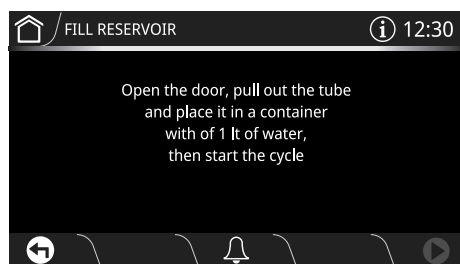 FILL RESERVOIR
12:30
Open the door, pull out the tube
and place it in a container
with of 1 lt of water,
then start the cycle